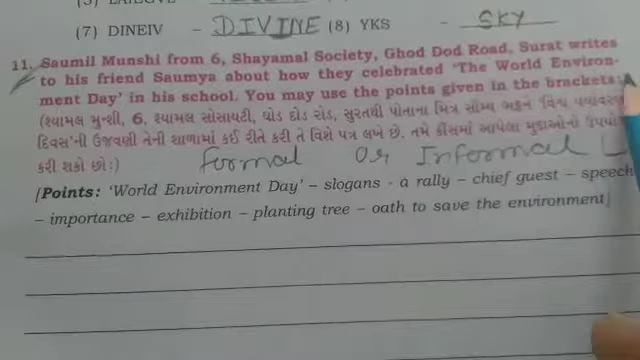 (7) DINEIV - DIVINE (8) YKS - SKY
11. Saumil Munshi from 6, Shayamal Society, Ghod Dod Road, Surat writes
to his friend Saumya about how they celebrated 'The World Environ-
ment Day' in his school. You may use the points given in the brackets:
(શ્યામલ મુન્શી, 6, શ્યામલ સોસાયટી, ઘોડ દોડ રોડ, સુરતથી પોતાના મિત્ર સૌમ્ય 'વિશ્વ પર્યાવરણ
દિવસ'ની ઉજવણી તેની શાળામાં કઈ રીતે કરી તે વિશે પત્ર લખે છે. તમે કૌંસમાં આપેલા મુદ્દાઓનો ઉપયોગ
કરી શકો છો:) formal Or Informal L
[Points: 'World Environment Day' – slogans - a rally – chief guest – speech
– importance – exhibition – planting tree – oath to save the environment]